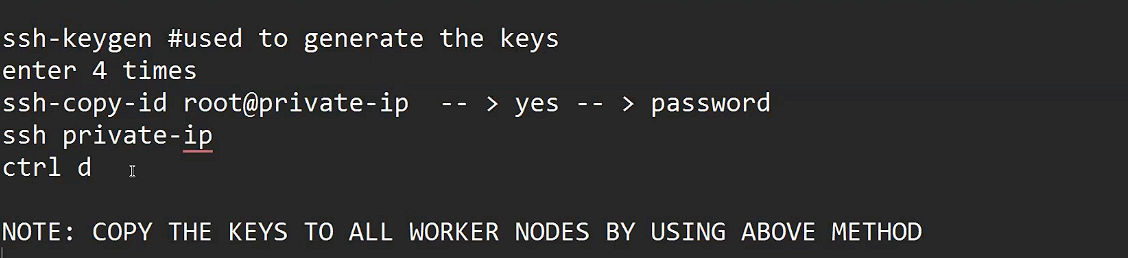 ssh-keygen #used to generate the keys
enter 4 times
ssh-copy-id root@private-ip  -- > yes -- > password
ssh private-ip
ctrl d
NOTE: COPY THE KEYS TO ALL WORKER NODES BY USING ABOVE METHOD